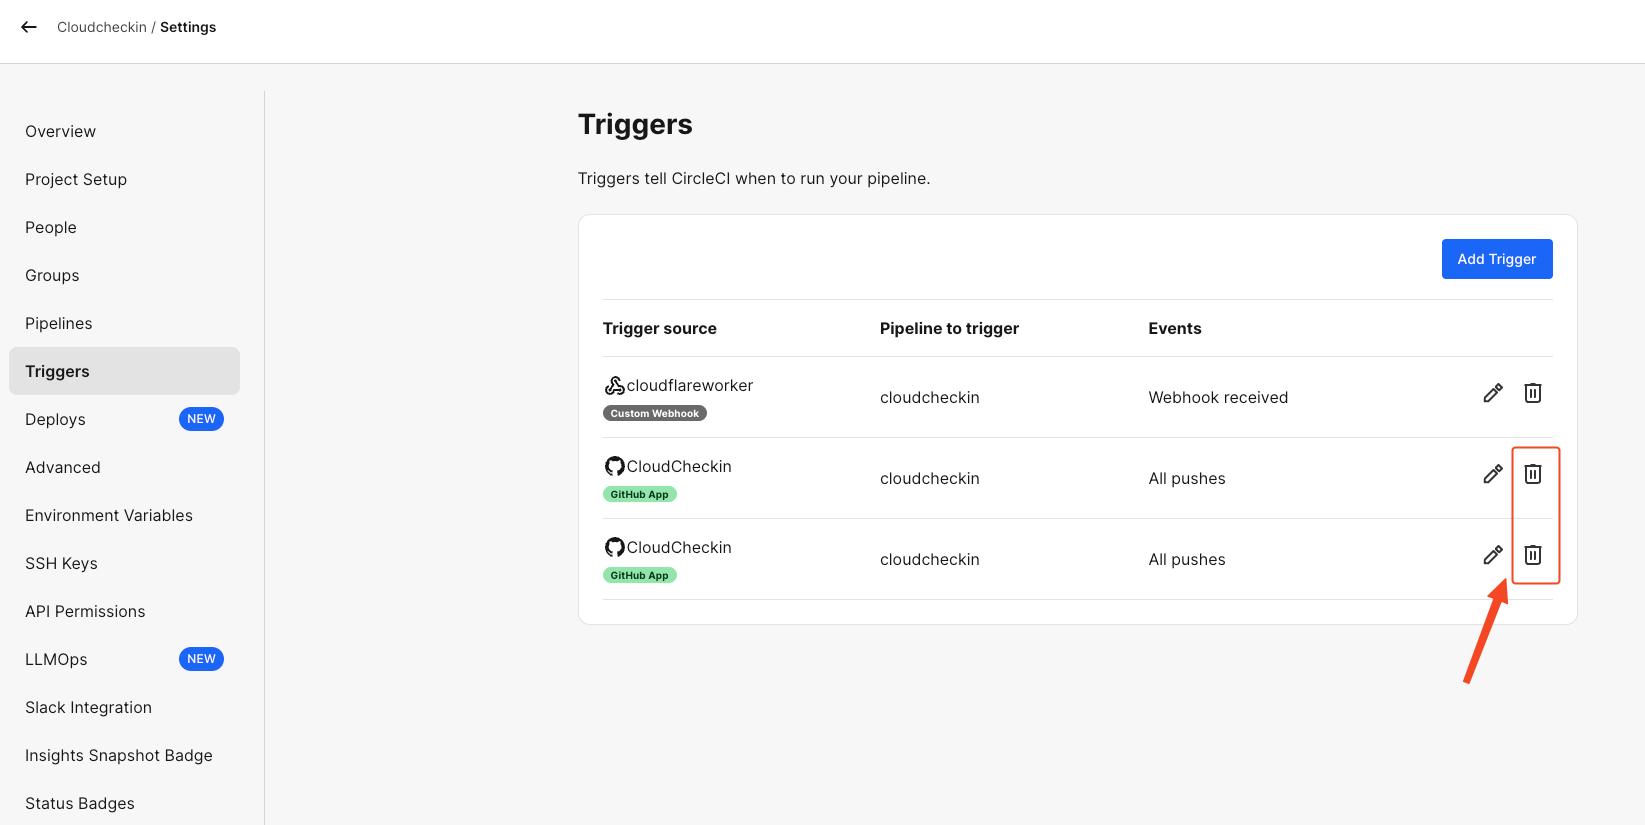 Cloudcheckin / Settings
Overview
Project Setup
People
Groups
Pipelines
Triggers
Deploys NEW
Advanced
Environment Variables
SSH Keys
API Permissions
LLMOps NEW
Slack Integration
Insights Snapshot Badge
Status Badges
Triggers
Triggers tell CircleCI when to run your pipeline.
Add Trigger
Trigger source Pipeline to trigger Events
cloudflareworker
Custom Webhook
cloudcheckin Webhook received
CloudCheckin
GitHub App
cloudcheckin All pushes
CloudCheckin
GitHub App
cloudcheckin All pushes